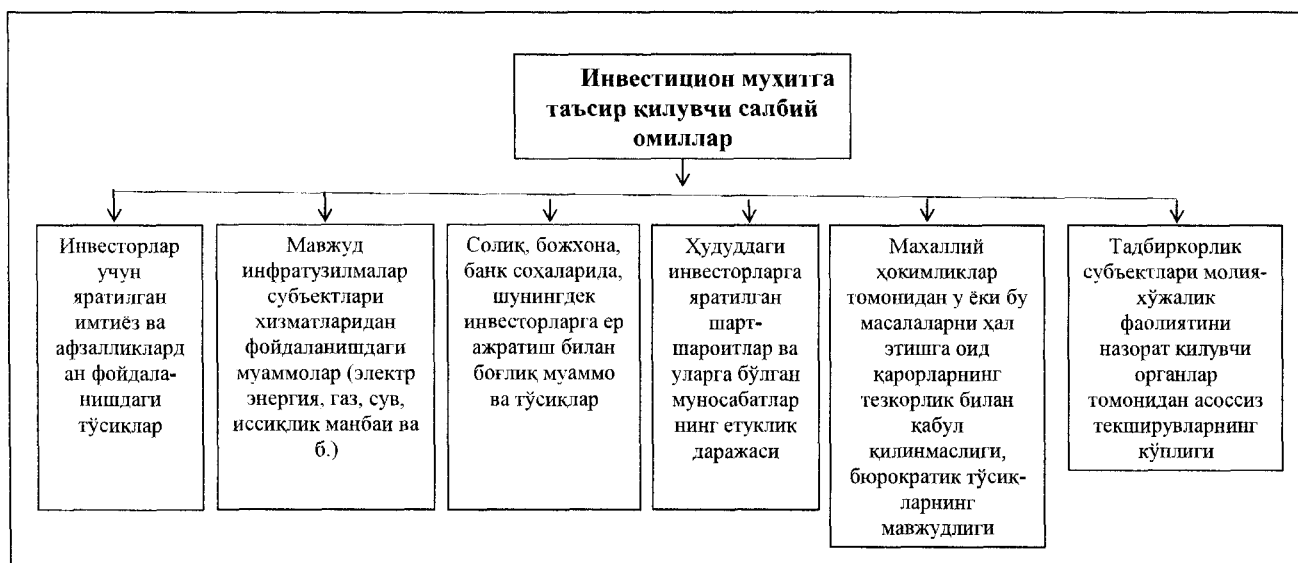 Инвестицион муҳитга
таъсир қилувчи салбий
омиллар
Инвесторлар
учун
яратилган
имтиёз ва
афзалликлард
ан фойдала-
нишдаги
тўсиклар
Мавжуд
инфратузилмалар
субъектлари
хизматларидан
фойдаланишдаги
муаммолар (электр
энергия, газ, сув,
иссиқлик манбаи ва
б.)
Солиқ, божхона,
банк соҳаларида,
шунингдек
инвесторларга ер
ажратиш билан
боғлиқ муаммо
ва тўсиқлар
Ҳудуддаги
инвесторларга
яратилган
шарт-
шароитлар ва
уларга бўлган
муносабатлар
нинг етуклик
даражаси
Махаллий
ҳокимликлар
томонидан у ёки бу
масалаларни ҳал
этишга оид
қарорларнинг
тезкорлик билан
қабул
қилинмаслиги,
бюрократик тўсиқ-
ларнинг
мавжудлиги
Тадбиркорлик
субъектлари молия-
хўжалик
фаолиятини
назорат қилувчи
органлар
томонидан асоссиз
текширувларнинг
кўплиги